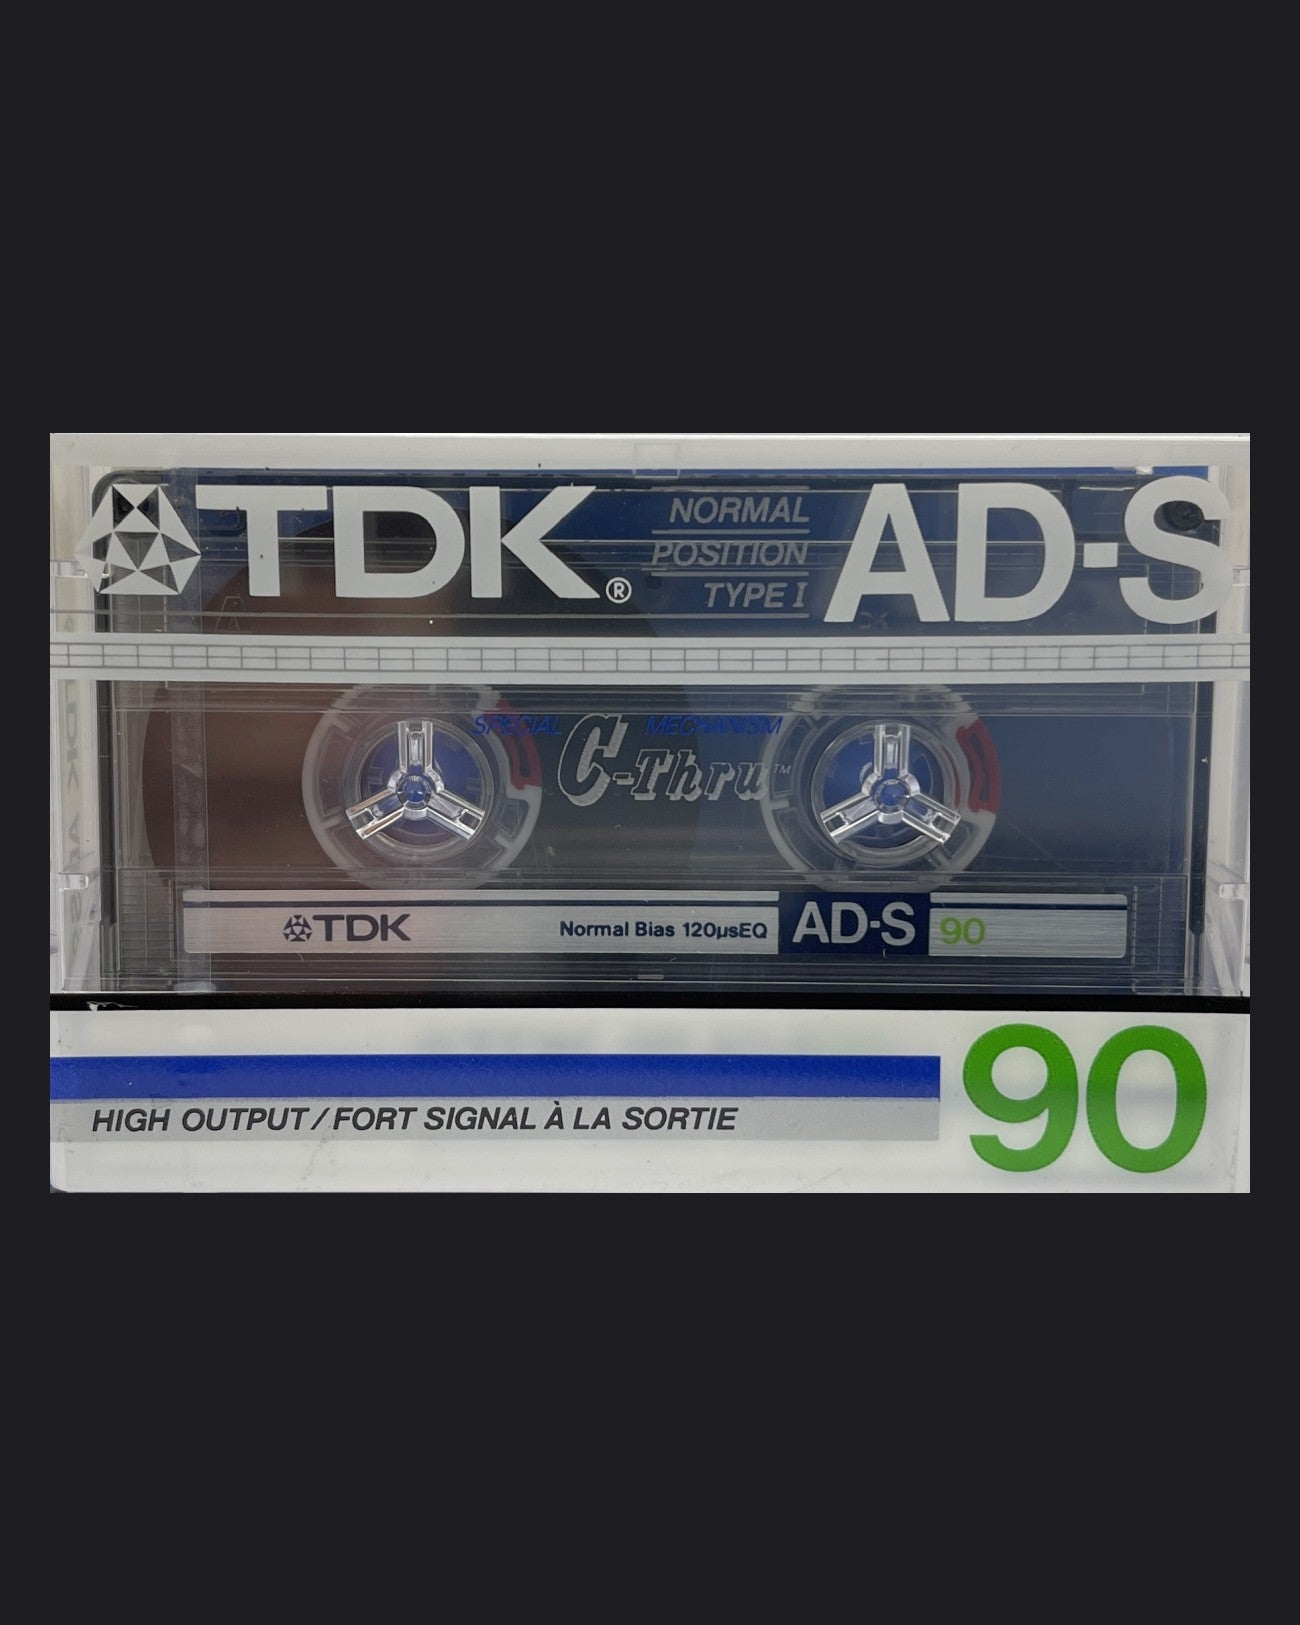 TDK® NORMAL POSITION TYPE I AD-S
SPECIAL MECHANISM
C-Thru™
TDK Normal Bias 120µsEQ AD-S 90
HIGH OUTPUT/FORT SIGNAL À LA SORTIE
90